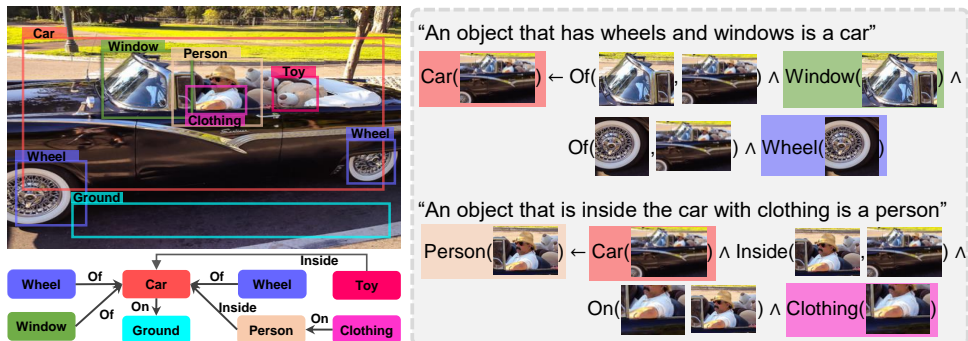 Car
Window
Person
Toy
Clothing
Wheel
Wheel
Ground
Inside
Wheel
Of
Car
Of
Wheel
Toy
Of
On
Inside
Window
Ground
Person
On
Clothing
“An object that has wheels and windows is a car”
Car( ) ← Of( , ) ∧ Window( ) ∧
Of( , ) ∧ Wheel( )
“An object that is inside the car with clothing is a person”
Person( ) ← Car( ) ∧ Inside( , ) ∧
On( , ) ∧ Clothing( )